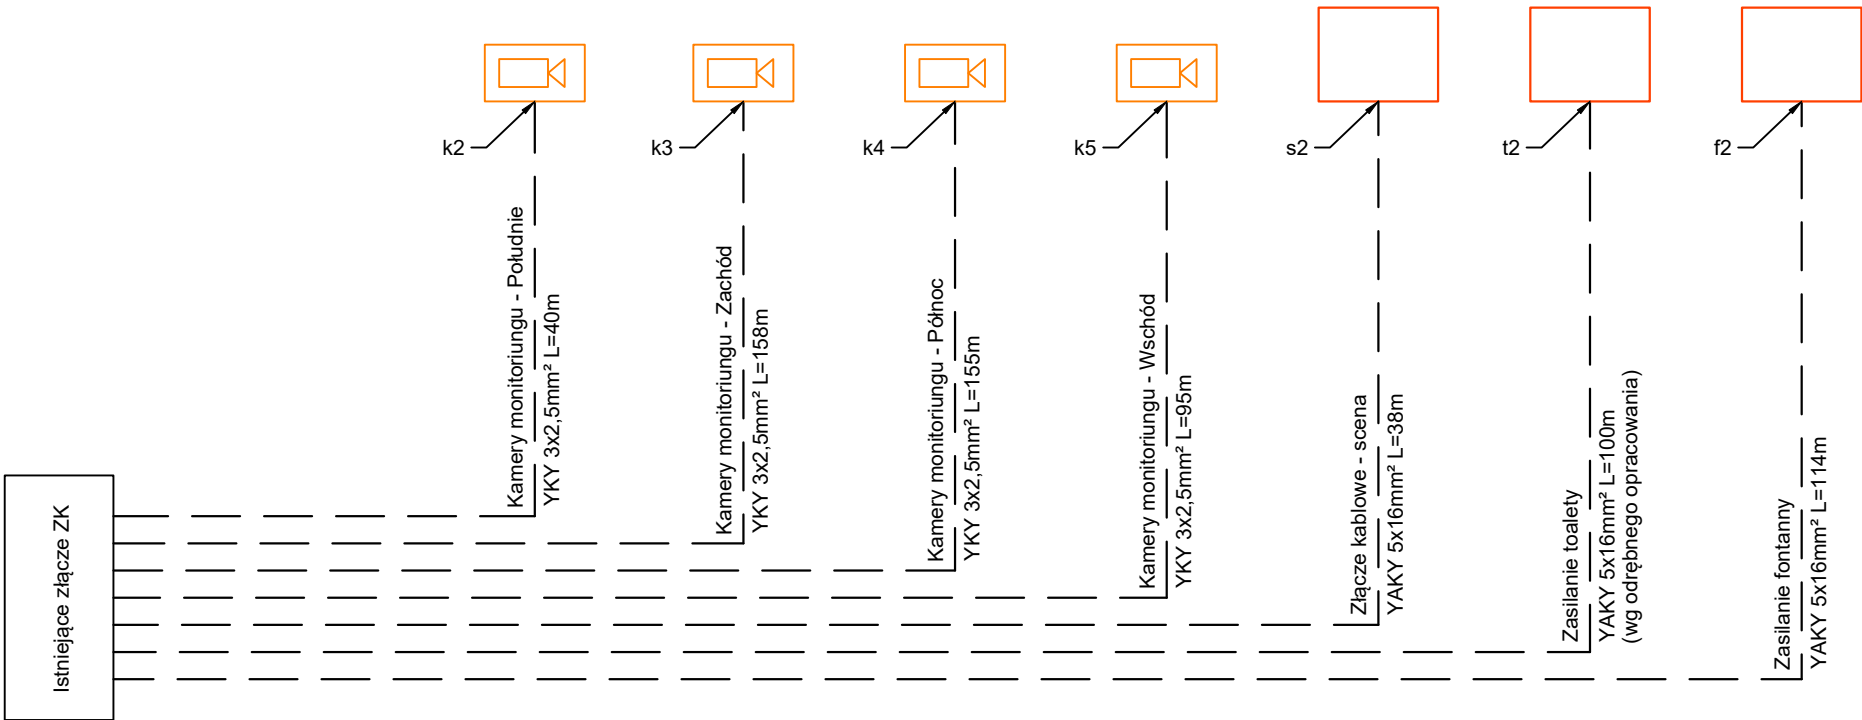 k2
k3
k4
k5
s2
t2
f2
Kamery monitoriungu - Południe
YKY 3x2,5mm² L=40m
Kamery monitoriungu - Zachód
YKY 3x2,5mm² L=158m
Kamery monitoriungu - Północ
YKY 3x2,5mm² L=155m
Kamery monitoriungu - Wschód
YKY 3x2,5mm² L=95m
Złącze kablowe - scena
YAKY 5x16mm² L=38m
Zasilanie toalety
YAKY 5x16mm² L=100m
(wg odrębnego opracowania)
Zasilanie fontanny
YAKY 5x16mm² L=114m
Istniejące złącze ZK